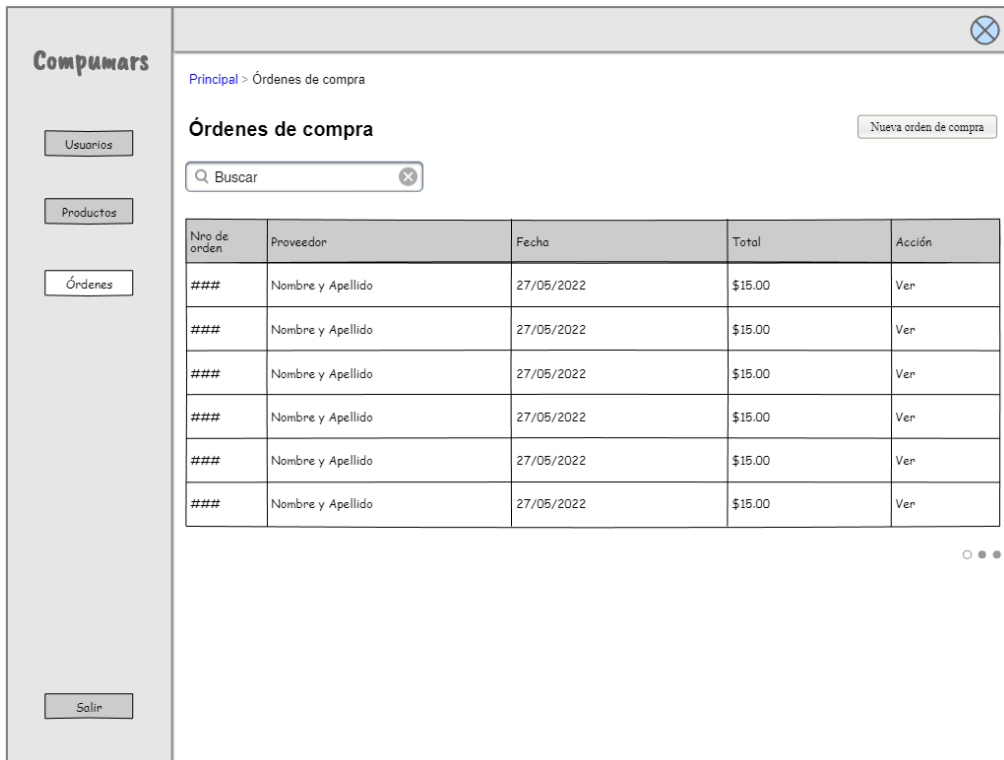 Compumars
Usuarios
Productos
Órdenes
Salir
Principal > Órdenes de compra
Órdenes de compra
Nueva orden de compra
Buscar
Nro de orden Proveedor Fecha Total Acción
### Nombre y Apellido 27/05/2022 $15.00 Ver
### Nombre y Apellido 27/05/2022 $15.00 Ver
### Nombre y Apellido 27/05/2022 $15.00 Ver
### Nombre y Apellido 27/05/2022 $15.00 Ver
### Nombre y Apellido 27/05/2022 $15.00 Ver
### Nombre y Apellido 27/05/2022 $15.00 Ver